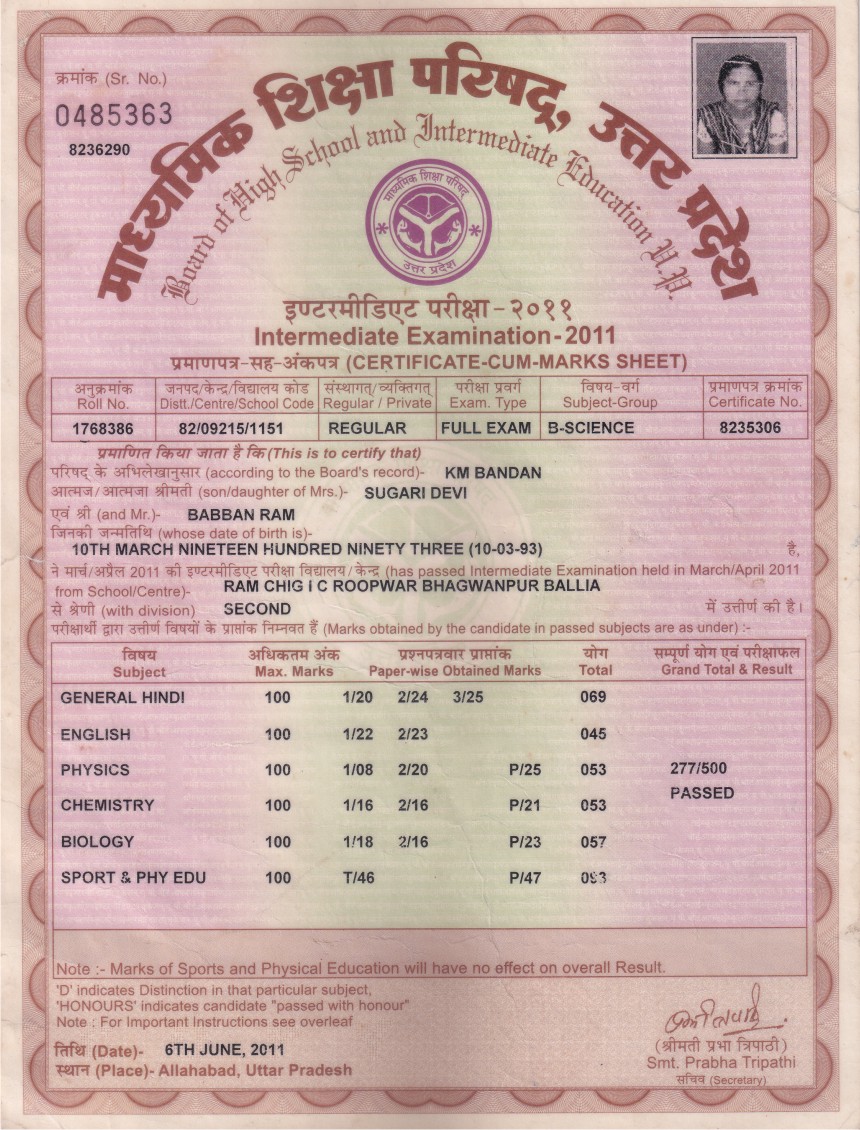 क्रमांक (Sr. No.)
0485363
8236290
माध्यमिक शिक्षा परिषद्, उत्तर प्रदेश
Board of High School and Intermediate Education U.P.
माध्यमिक शिक्षा परिषद
उत्तर प्रदेश
इण्टरमीडिएट परीक्षा - २०११
Intermediate Examination - 2011
प्रमाणपत्र-सह-अंकपत्र (CERTIFICATE-CUM-MARKS SHEET)
अनुक्रमांक जनपद/केन्द्र/विद्यालय कोड संस्थागत्/व्यक्तिगत् परीक्षा प्रवर्ग विषय-वर्ग प्रमाणपत्र क्रमांक
Roll No. Distt./Centre/School Code Regular / Private Exam. Type Subject-Group Certificate No.
1768386 82/09215/1151 REGULAR FULL EXAM B-SCIENCE 8235306
प्रमाणित किया जाता है कि (This is to certify that)
परिषद् के अभिलेखानुसार (according to the Board's record)- KM BANDAN
आत्मज/आत्मजा श्रीमती (son/daughter of Mrs.)- SUGARI DEVI
एवं श्री (and Mr.)- BABBAN RAM
जिनकी जन्मतिथि (whose date of birth is)-
10TH MARCH NINETEEN HUNDRED NINETY THREE (10-03-93) है,
ने मार्च/अप्रैल 2011 की इण्टरमीडिएट परीक्षा विद्यालय/केन्द्र (has passed Intermediate Examination held in March/April 2011
from School/Centre)- RAM CHIG I C ROOPWAR BHAGWANPUR BALLIA
से श्रेणी (with division) SECOND में उत्तीर्ण की है।
परीक्षार्थी द्वारा उत्तीर्ण विषयों के प्राप्तांक निम्नवत हैं (Marks obtained by the candidate in passed subjects are as under) :-
विषय अधिकतम अंक प्रश्नपत्रवार प्राप्तांक योग सम्पूर्ण योग एवं परीक्षाफल
Subject Max. Marks Paper-wise Obtained Marks Total Grand Total & Result
GENERAL HINDI 100 1/20 2/24 3/25 069
ENGLISH 100 1/22 2/23 045
PHYSICS 100 1/08 2/20 P/25 053 277/500
PASSED
CHEMISTRY 100 1/16 2/16 P/21 053
BIOLOGY 100 1/18 2/16 P/23 057
SPORT & PHY EDU 100 T/46 P/47 093
Note :- Marks of Sports and Physical Education will have no effect on overall Result.
'D' indicates Distinction in that particular subject,
'HONOURS' indicates candidate "passed with honour"
Note : For Important Instructions see overleaf
तिथि (Date)- 6TH JUNE, 2011
स्थान (Place)- Allahabad, Uttar Pradesh
(श्रीमती प्रभा त्रिपाठी)
Smt. Prabha Tripathi
सचिव (Secretary)